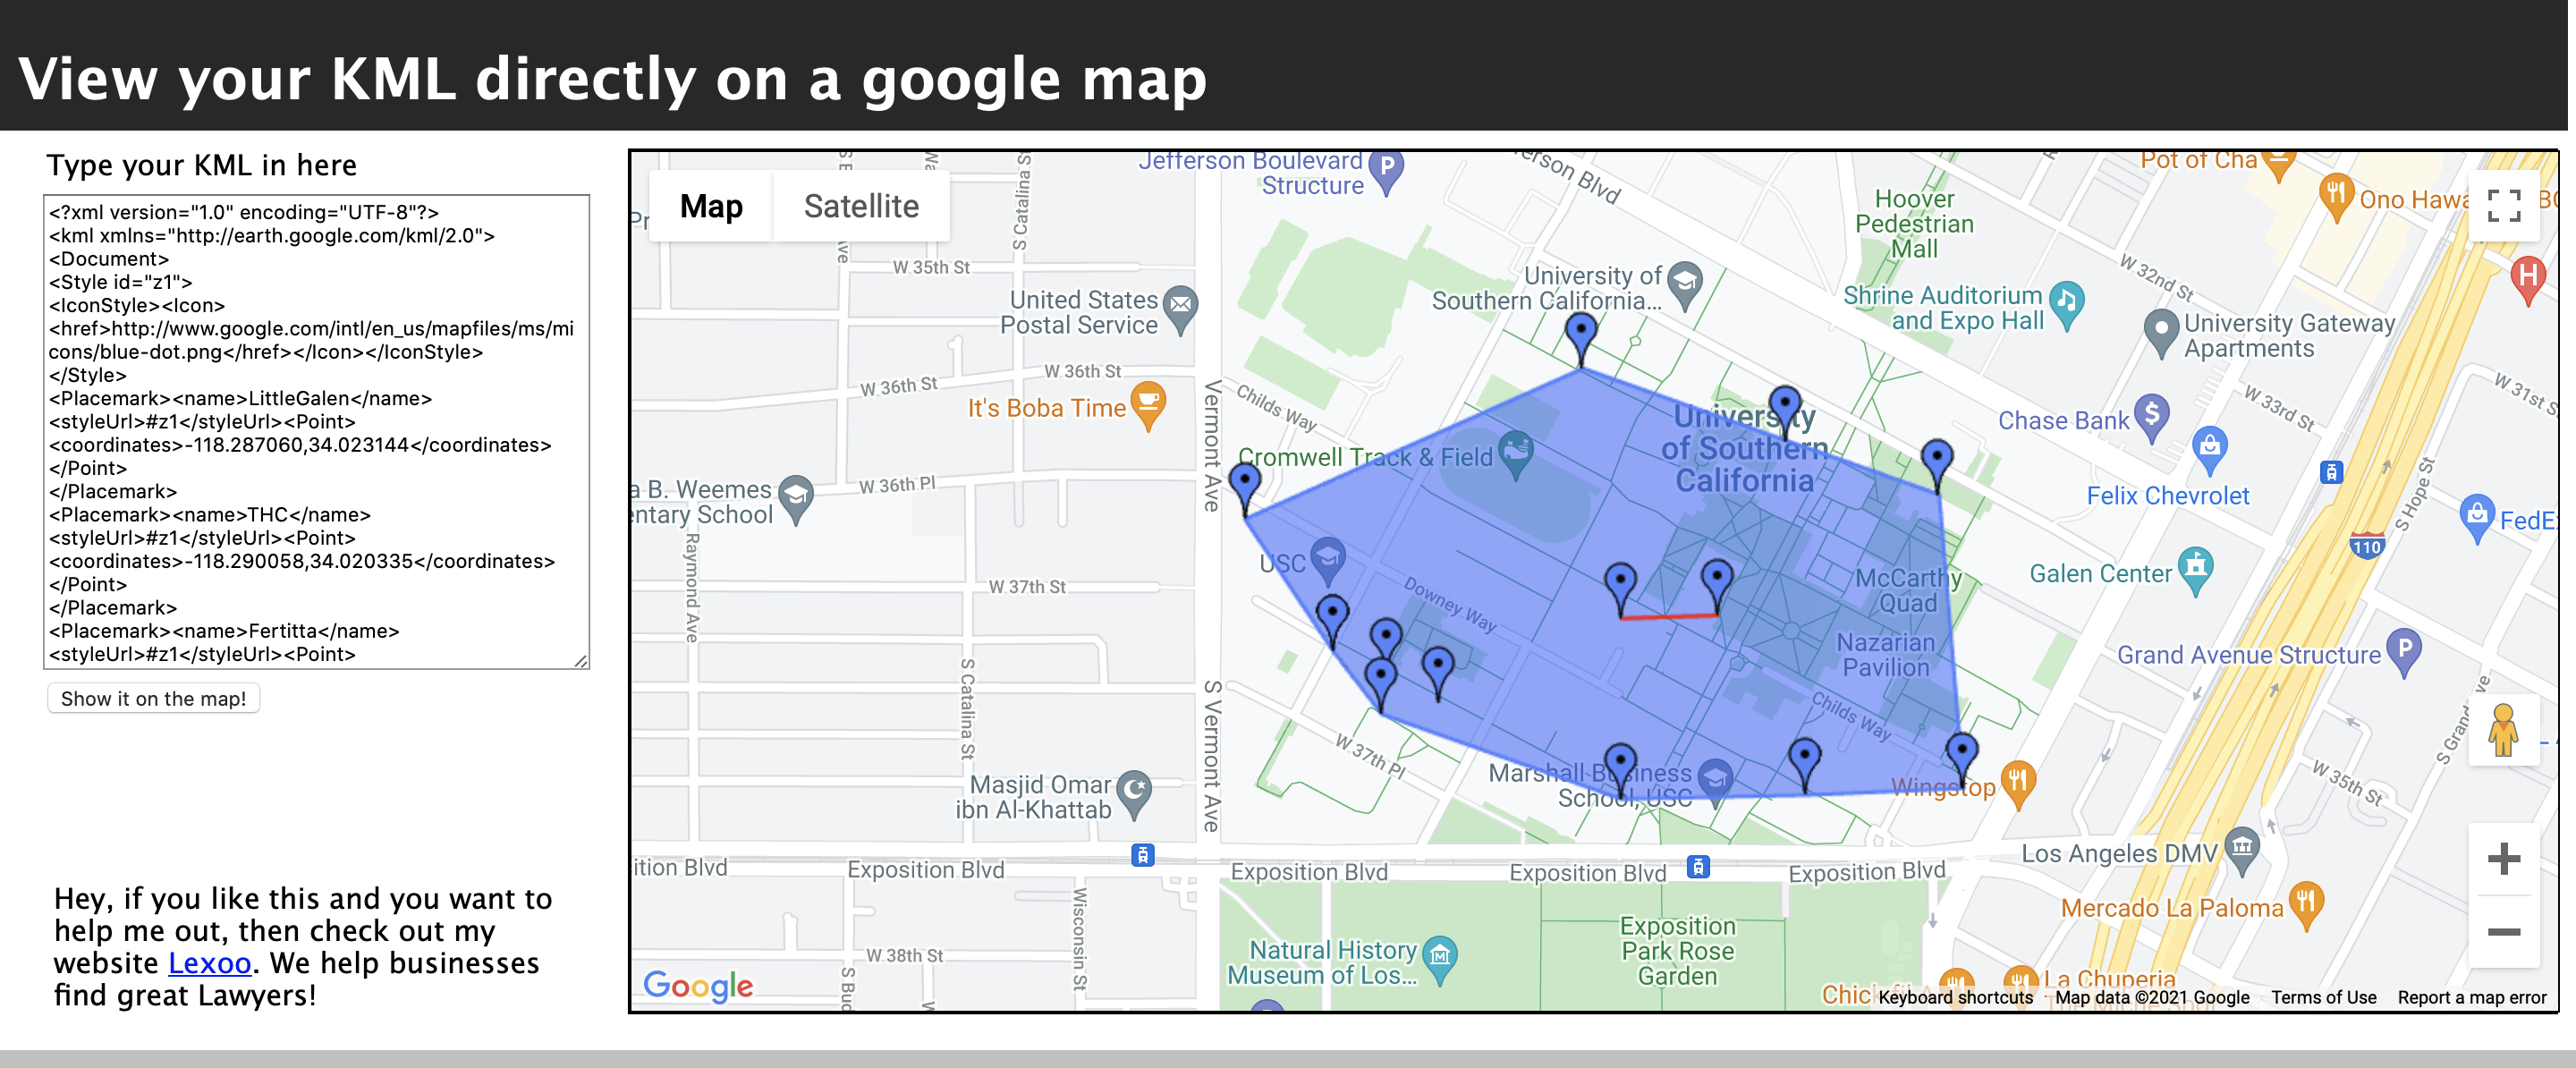 View your KML directly on a google map
Type your KML in here
<?xml version="1.0" encoding="UTF-8"?>
<kml xmlns="http://earth.google.com/kml/2.0">
<Document>
<Style id="z1">
<IconStyle><Icon>
<href>http://www.google.com/intl/en_us/mapfiles/ms/mi
cons/blue-dot.png</href></Icon></IconStyle>
</Style>
<Placemark><name>LittleGalen</name>
<styleUrl>#z1</styleUrl><Point>
<coordinates>-118.287060,34.023144</coordinates>
</Point>
</Placemark>
<Placemark><name>THC</name>
<styleUrl>#z1</styleUrl><Point>
<coordinates>-118.290058,34.020335</coordinates>
</Point>
</Placemark>
<Placemark><name>Fertitta</name>
<styleUrl>#z1</styleUrl><Point>
Show it on the map!
Hey, if you like this and you want to
help me out, then check out my
website Lexoo. We help businesses
find great Lawyers!
Map
Satellite
Jefferson Boulevard
Structure
P
erson Blvd
Hoover
Pedestrian
Mall
Pot of Cha
Ono Hawa
H
W 32nd St
S Catalina St
W 35th St
United States
Postal Service
University of
Southern California...
Shrine Auditorium
and Expo Hall
University Gateway
Apartments
W 36th St
W 36th St
It's Boba Time
Vermont Ave
Childs Way
Chase Bank
W 33rd St
W 31st S
Cromwell Track & Field
University
of Southern
California
Felix Chevrolet
S Hope St
FedE
a B. Weemes
entary School
W 36th Pl
110
USC
Raymond Ave
W 37th St
Downey Way
McCarthy
Quad
Galen Center
Nazarian
Pavilion
Grand Avenue Structure
P
S Catalina St
S Vermont Ave
W 37th Pl
Childs Way
S Grand
ve
Marshall Business
School, USC
Wingstop
W 35th St
Masjid Omar
ibn Al-Khattab
Los Angeles DMV
ition Blvd
Exposition Blvd
Exposition Blvd
Exposition Blvd
Exposition Blvd
Wisconsin St
Mercado La Paloma
W 38th St
S Bud
Natural History
Museum of Los...
Exposition
Park Rose
Garden
La Chuperia
Google
Keyboard shortcuts
Map data ©2021 Google
Terms of Use
Report a map error